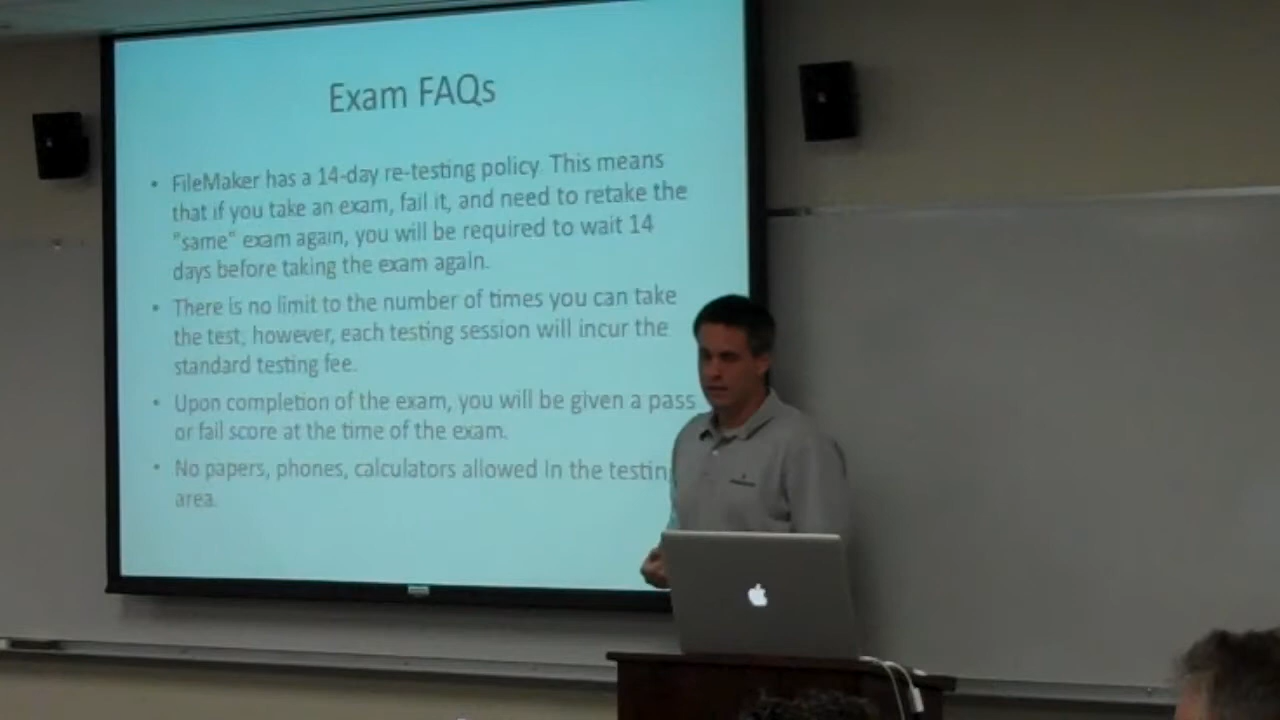 Exam FAQs
• FileMaker has a 14-day re-testing policy. This means
that if you take an exam, fail it, and need to retake the
"same" exam again, you will be required to wait 14
days before taking the exam again.
• There is no limit to the number of times you can take
the test, however, each testing session will incur the
standard testing fee.
• Upon completion of the exam, you will be given a pass
or fail score at the time of the exam.
• No papers, phones, calculators allowed in the testin
area.